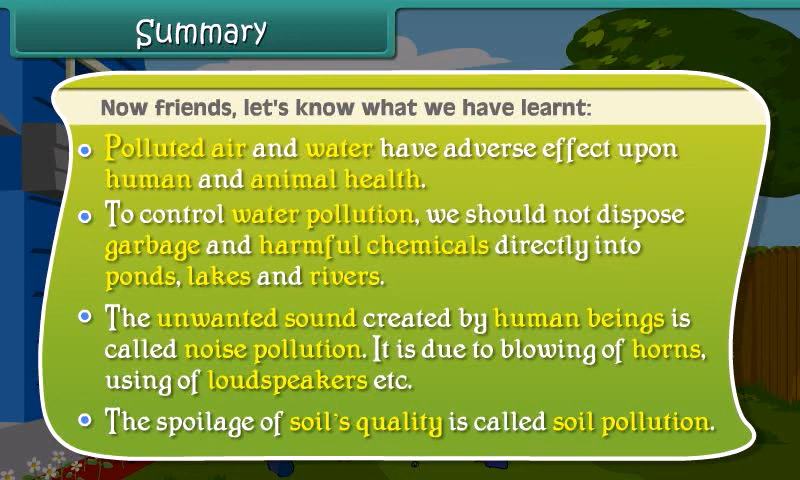 Summary
Now friends, let's know what we have learnt:
Polluted air and water have adverse effect upon
human and animal health.
To control water pollution, we should not dispose
garbage and harmful chemicals directly into
ponds, lakes and rivers.
The unwanted sound created by human beings is
called noise pollution. It is due to blowing of horns,
using of loudspeakers etc.
The spoilage of soil's quality is called soil pollution.